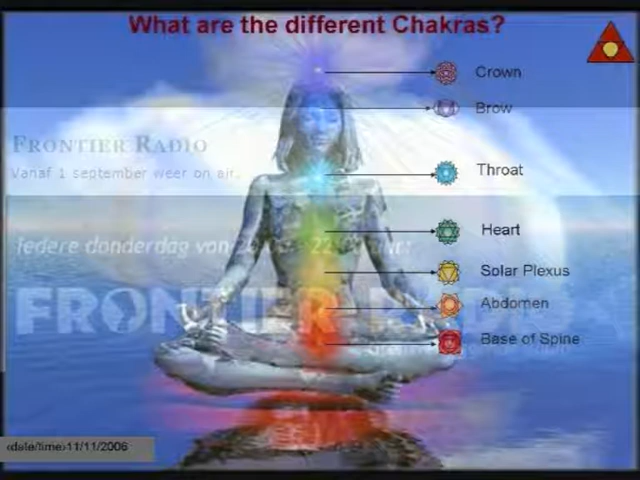 What are the different Chakras?
Crown
Brow
FRONTIER RADIO
Vanaf 1 september weer on air.
Throat
Heart
Iedere donderdag van
Solar Plexus
Abdomen
FRONTIER RADIO
Base of Spine
‹date/time›11/11/2006